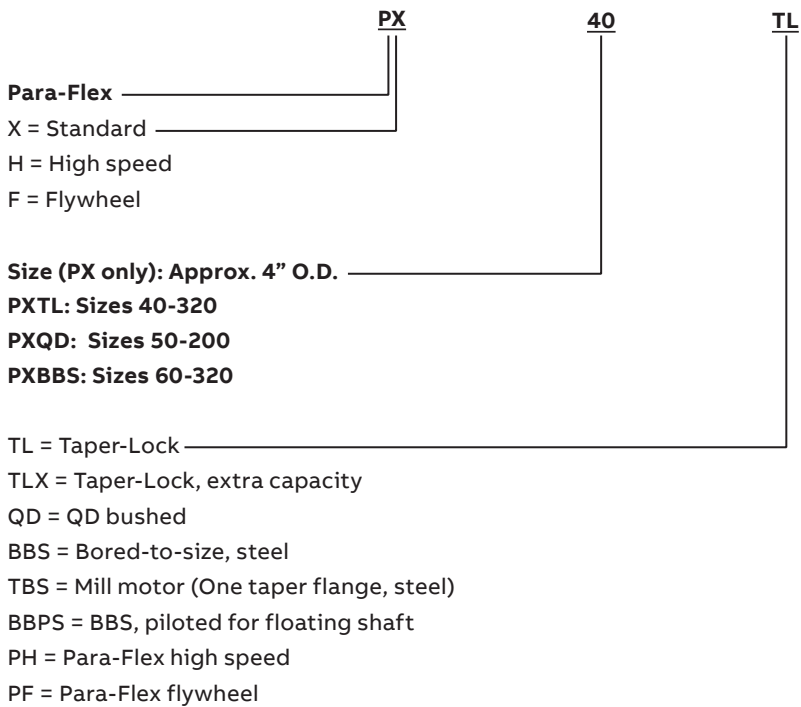 PX 40 TL
Para-Flex
X = Standard
H = High speed
F = Flywheel
Size (PX only): Approx. 4” O.D.
PXTL: Sizes 40-320
PXQD: Sizes 50-200
PXBBS: Sizes 60-320
TL = Taper-Lock
TLX = Taper-Lock, extra capacity
QD = QD bushed
BBS = Bored-to-size, steel
TBS = Mill motor (One taper flange, steel)
BBPS = BBS, piloted for floating shaft
PH = Para-Flex high speed
PF = Para-Flex flywheel